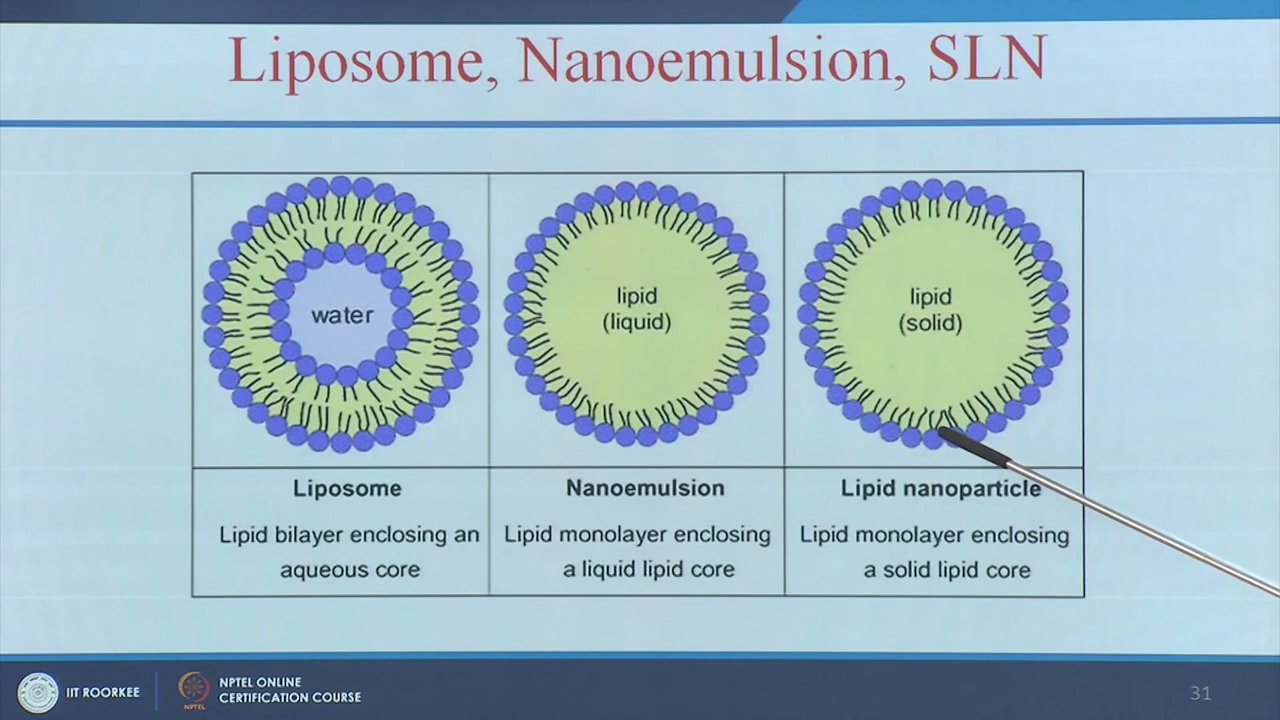 Liposome, Nanoemulsion, SLN
water
lipid
(liquid)
lipid
(solid)
Liposome
Lipid bilayer enclosing an
aqueous core
Nanoemulsion
Lipid monolayer enclosing
a liquid lipid core
Lipid nanoparticle
Lipid monolayer enclosing
a solid lipid core
IIT ROORKEE
NPTEL
NPTEL ONLINE
CERTIFICATION COURSE
31